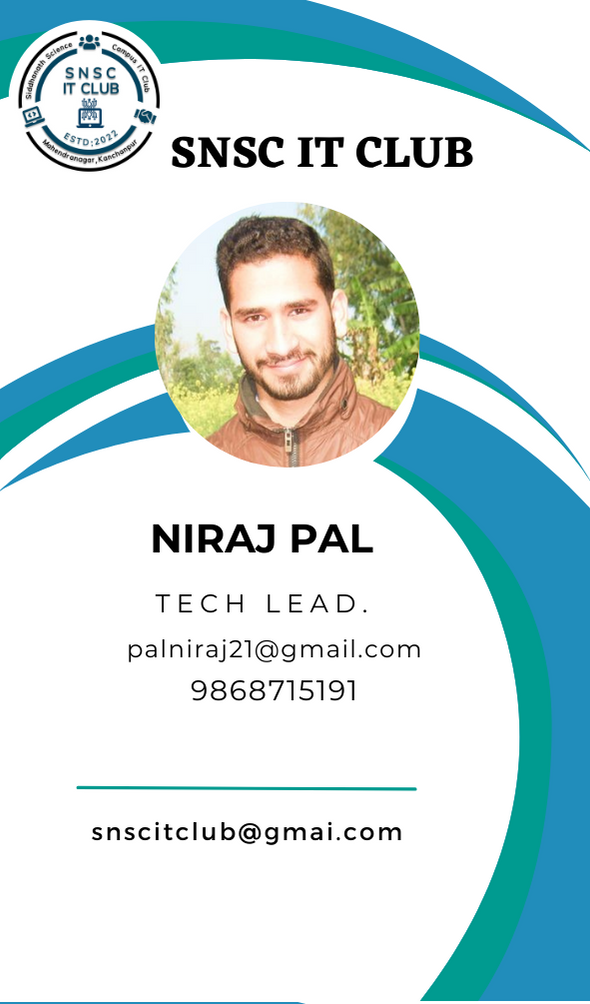 Siddhanath Science Campus IT Club
SNSC
IT CLUB
ESTD:2022
Mahendranagar, Kanchanpur
SNSC IT CLUB
NIRAJ PAL
TECH LEAD.
palniraj21@gmail.com
9868715191
snscitclub@gmai.com